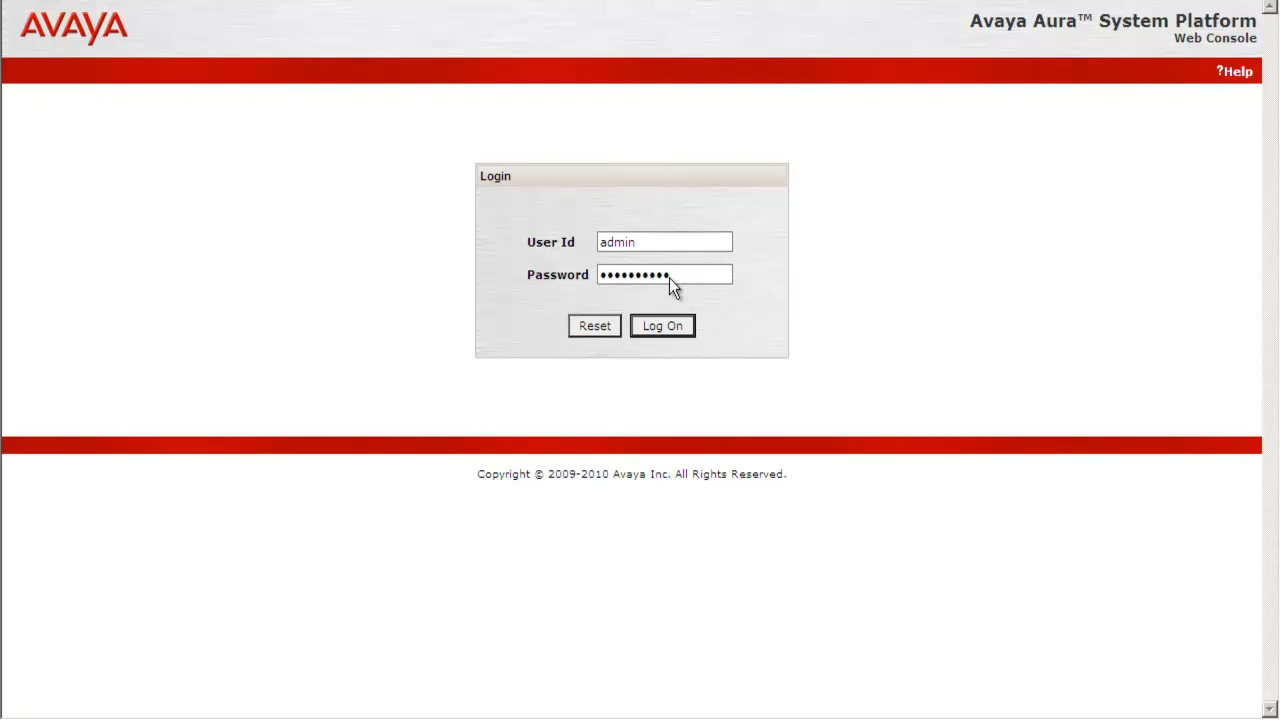 AVAYA
Avaya Aura™ System Platform
Web Console
?Help
Login
User Id admin
Password ••••••••••
Reset Log On
Copyright © 2009-2010 Avaya Inc. All Rights Reserved.